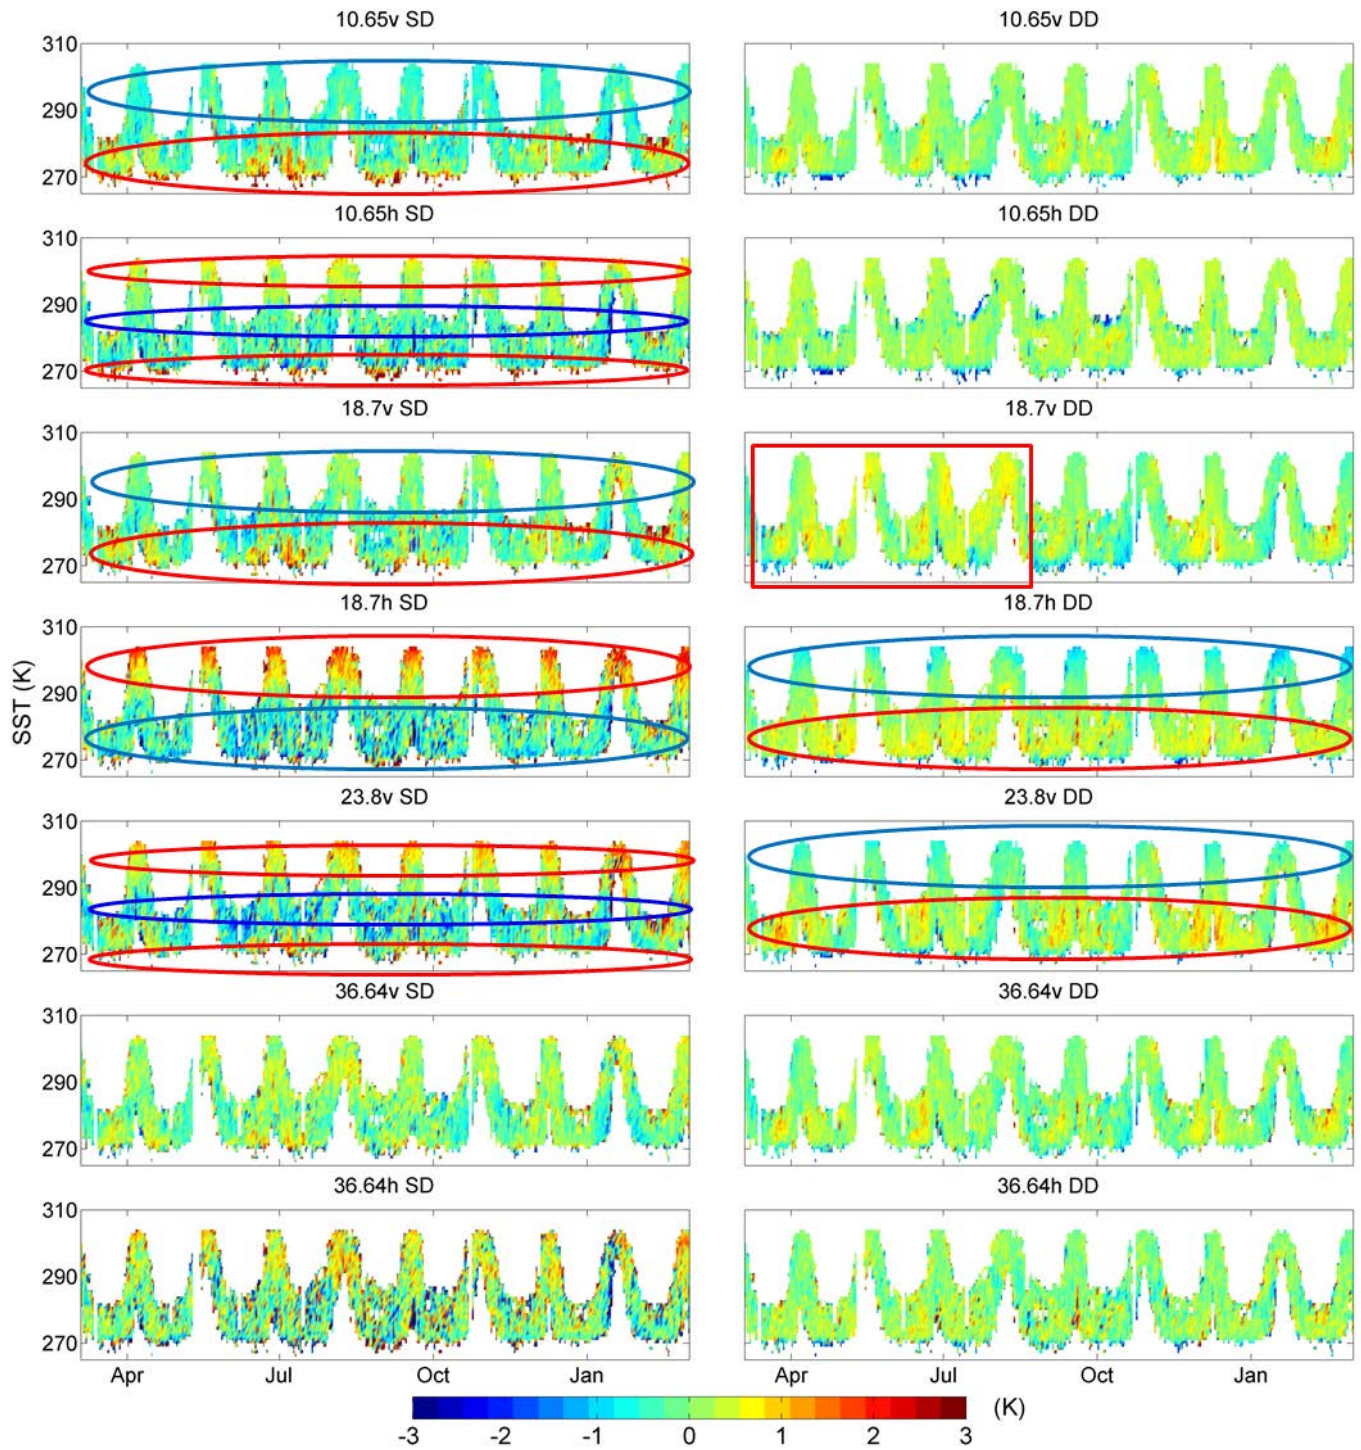 10.65v SD
10.65v DD
310
290
270
10.65h SD
10.65h DD
310
290
270
18.7v SD
18.7v DD
310
290
270
18.7h SD
18.7h DD
310
290
270
SST (K)
23.8v SD
23.8v DD
310
290
270
36.64v SD
36.64v DD
310
290
270
36.64h SD
36.64h DD
310
290
270
Apr Jul Oct Jan Apr Jul Oct Jan
(K)
-3 -2 -1 0 1 2 3